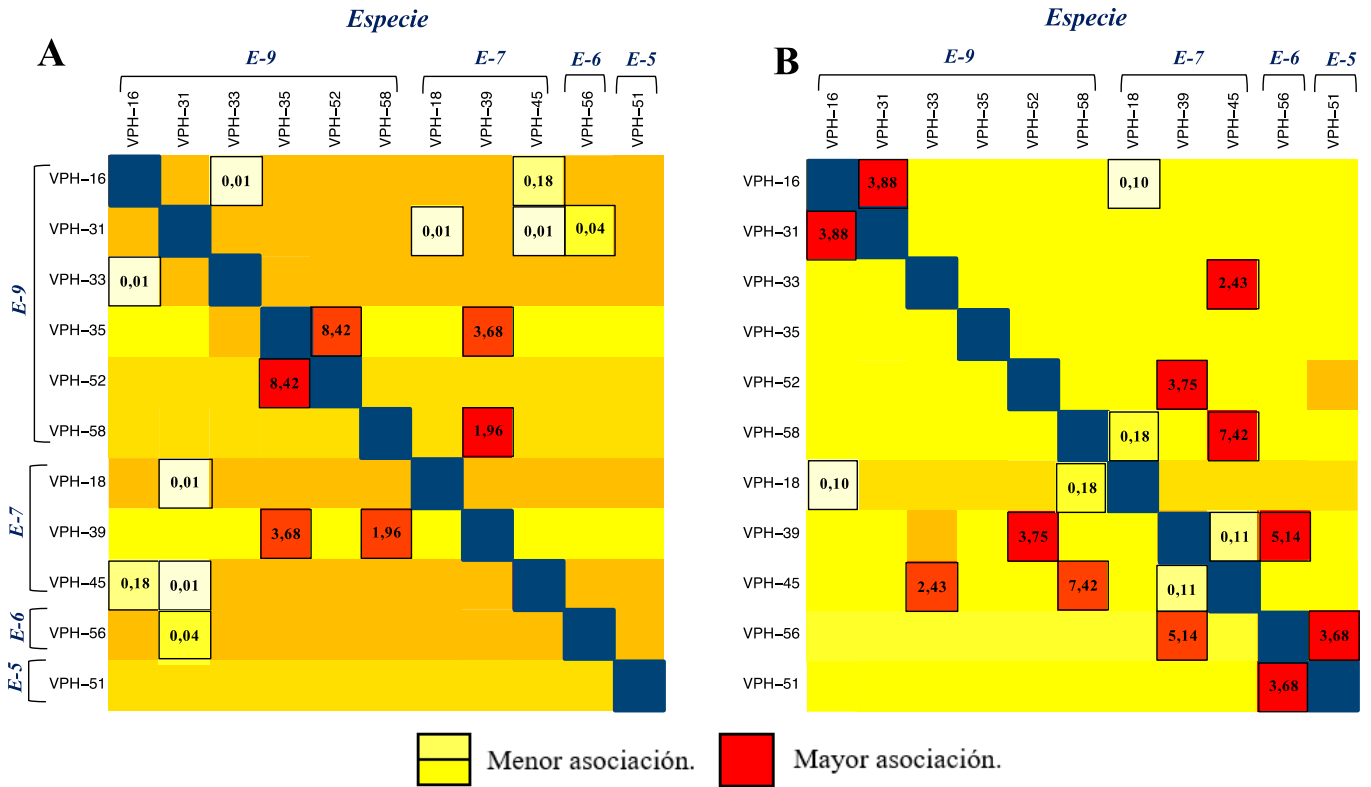 Especie
A
E-9 E-7 E-6 E-5
VPH-16 VPH-31 VPH-33 VPH-35 VPH-52 VPH-58 VPH-18 VPH-39 VPH-45 VPH-56 VPH-51
E-9
VPH-16 0,01 0,18
VPH-31 0,01 0,01 0,04
VPH-33 0,01
VPH-35 8,42 3,68
VPH-52 8,42
VPH-58 1,96
E-7
VPH-18 0,01
VPH-39 3,68 1,96
VPH-45 0,18 0,01
E-6
VPH-56 0,04
E-5
VPH-51
Especie
B
E-9 E-7 E-6 E-5
VPH-16 VPH-31 VPH-33 VPH-35 VPH-52 VPH-58 VPH-18 VPH-39 VPH-45 VPH-56 VPH-51
VPH-16 3,88 0,10
VPH-31 3,88
VPH-33 2,43
VPH-35
VPH-52 3,75
VPH-58 0,18 7,42
VPH-18 0,10 0,18
VPH-39 3,75 0,11 5,14
VPH-45 2,43 7,42 0,11
VPH-56 5,14 3,68
VPH-51 3,68
Menor asociación. Mayor asociación.